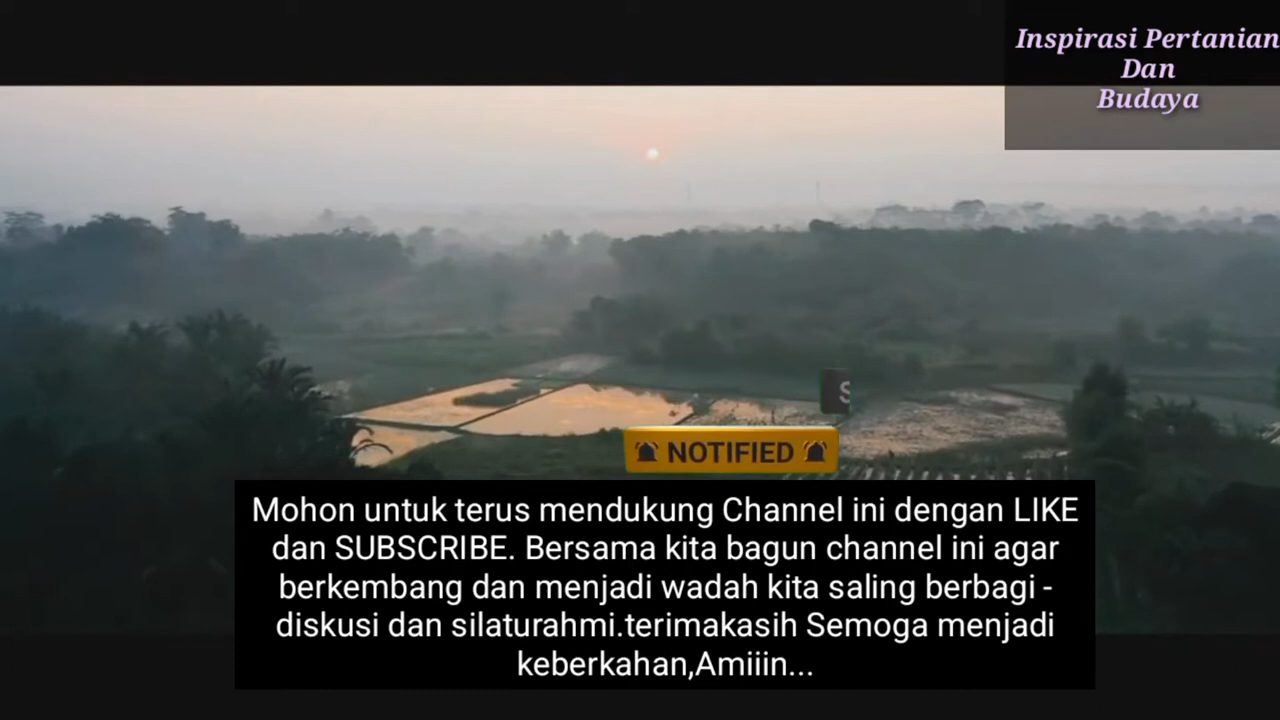 Inspirasi Pertanian
Dan
Budaya
S
NOTIFIED
Mohon untuk terus mendukung Channel ini dengan LIKE
dan SUBSCRIBE. Bersama kita bagun channel ini agar
berkembang dan menjadi wadah kita saling berbagi -
diskusi dan silaturahmi.terimakasih Semoga menjadi
keberkahan,Amiiin...